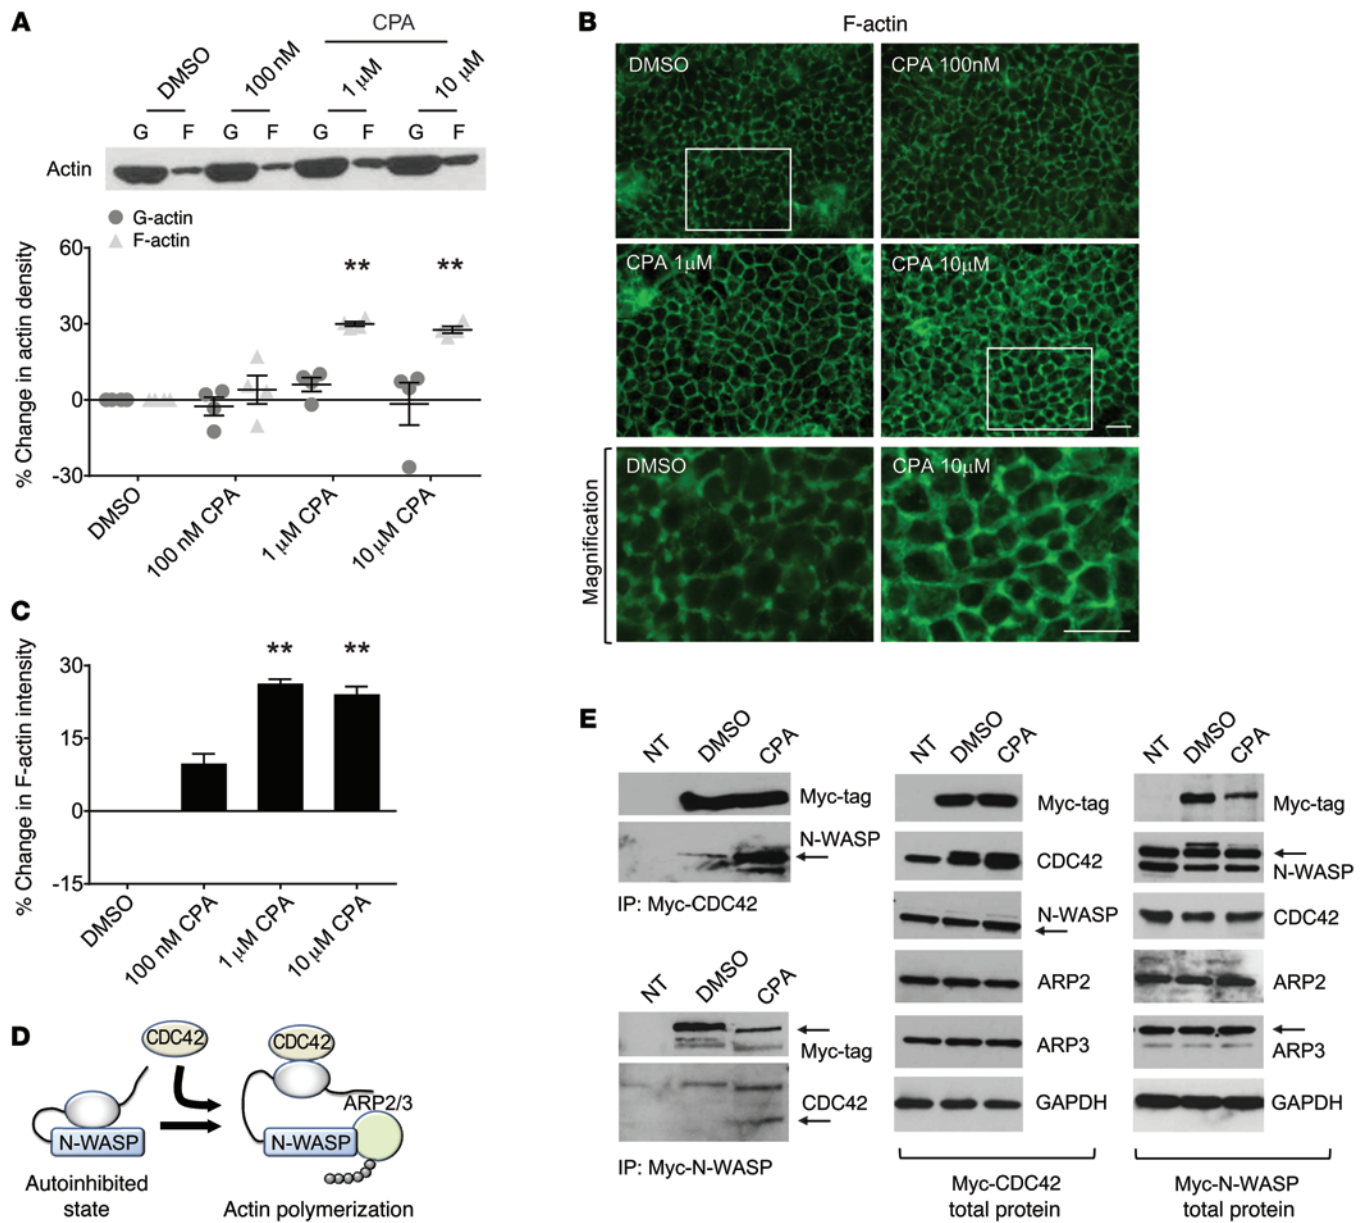 A
CPA
DMSO
100 nM
1 μM
10 μM
G F G F G F G F
Actin
G-actin
F-actin
% Change in actin density
60
30
0
-30
**
**
DMSO
100 nM CPA
1 μM CPA
10 μM CPA
B
F-actin
DMSO
CPA 100nM
CPA 1μM
CPA 10μM
Magnification
DMSO
CPA 10μM
C
% Change in F-actin intensity
30
15
0
-15
**
**
DMSO
100 nM CPA
1 μM CPA
10 μM CPA
D
CDC42
N-WASP
Autoinhibited
state
CDC42
ARP2/3
N-WASP
Actin polymerization
E
NT DMSO CPA
Myc-tag
N-WASP
IP: Myc-CDC42
NT DMSO CPA
Myc-tag
CDC42
IP: Myc-N-WASP
NT DMSO CPA
Myc-tag
CDC42
N-WASP
ARP2
ARP3
GAPDH
Myc-CDC42
total protein
NT DMSO CPA
Myc-tag
N-WASP
CDC42
ARP2
ARP3
GAPDH
Myc-N-WASP
total protein